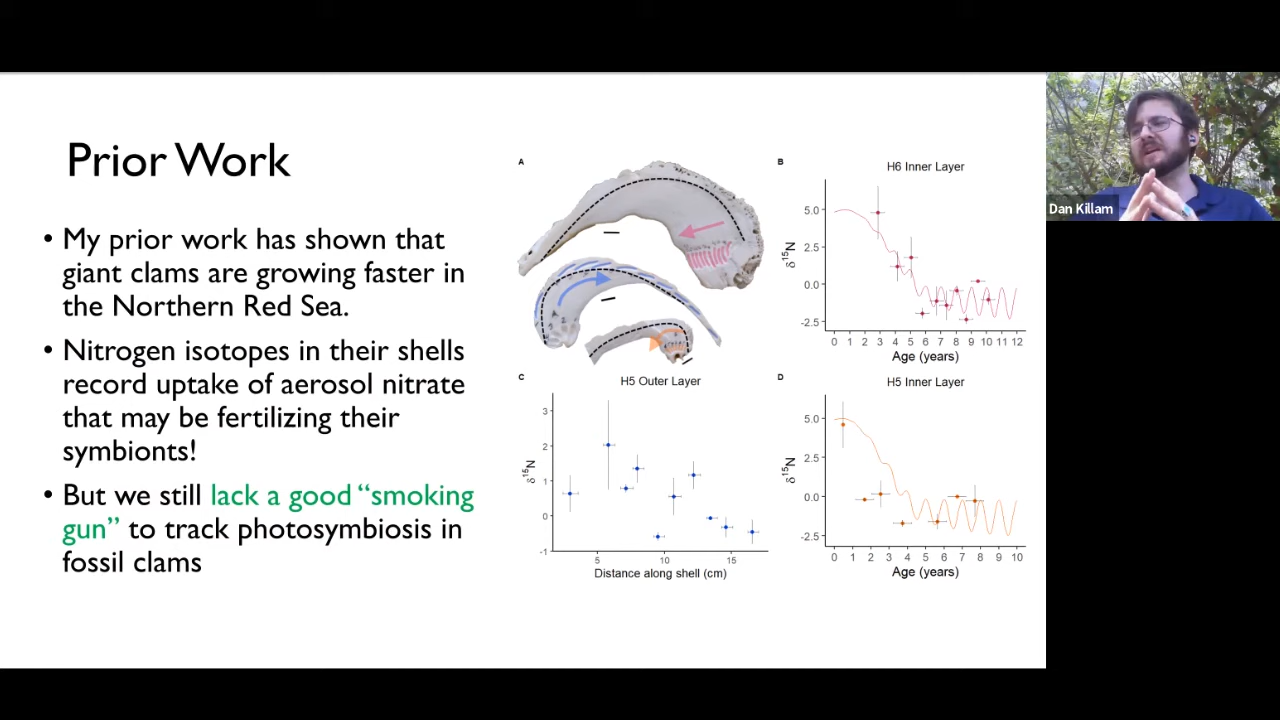 Prior Work
• My prior work has shown that
giant clams are growing faster in
the Northern Red Sea.
• Nitrogen isotopes in their shells
record uptake of aerosol nitrate
that may be fertilizing their
symbionts!
• But we still lack a good “smoking
gun” to track photosymbiosis in
fossil clams
A
B
H6 Inner Layer
5.0
2.5
0.0
-2.5
δ15N
0 1 2 3 4 5 6 7 8 9 10 11 12
Age (years)
C
H5 Outer Layer
3
2
1
0
-1
δ15N
5 10 15
Distance along shell (cm)
D
H5 Inner Layer
5.0
2.5
0.0
-2.5
δ15N
0 1 2 3 4 5 6 7 8 9 10
Age (years)
Dan Killam